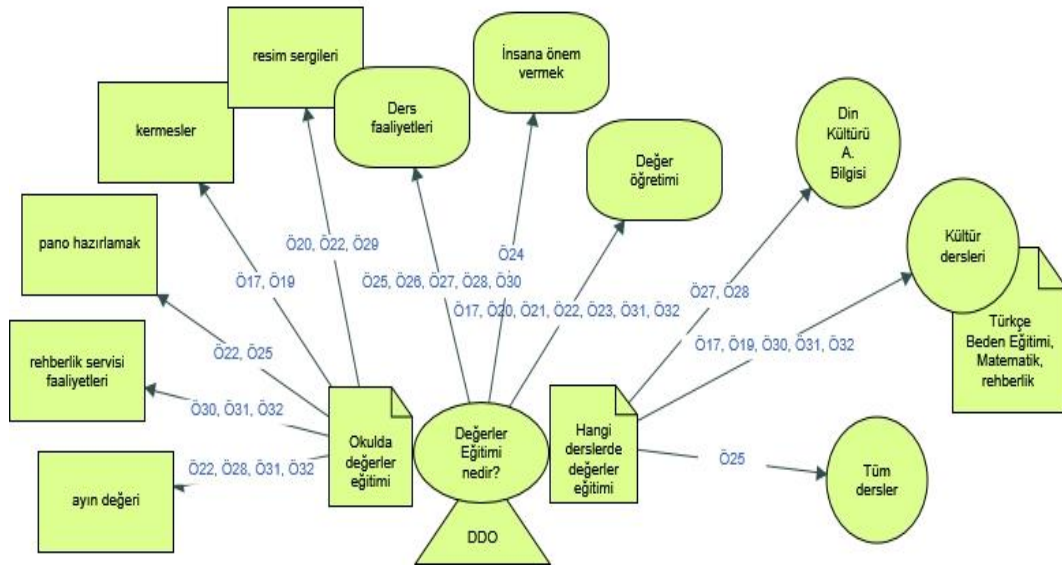 resim sergileri
İnsana önem
vermek
Ders
faaliyetleri
kermesler
Din
Kültürü
A.
Bilgisi
Değer
öğretimi
pano hazırlamak
Kültür
dersleri
Ö20, Ö22, Ö29
Ö24
Ö17, Ö19
Ö25, Ö26, Ö27, Ö28, Ö30
Ö27, Ö28
Türkçe
Beden Eğitimi,
Matematik,
rehberlik
Ö17, Ö20, Ö21, Ö22, Ö23, Ö31, Ö32
Ö17, Ö19, Ö30, Ö31, Ö32
rehberlik servisi
faaliyetleri
Ö22, Ö25
Ö30, Ö31, Ö32
Okulda
değerler
eğitimi
Değerler
Eğitimi
nedir?
Hangi
derslerde
değerler
eğitimi
Ö25
Tüm
dersler
Ö22, Ö28, Ö31, Ö32
ayın değeri
DDO